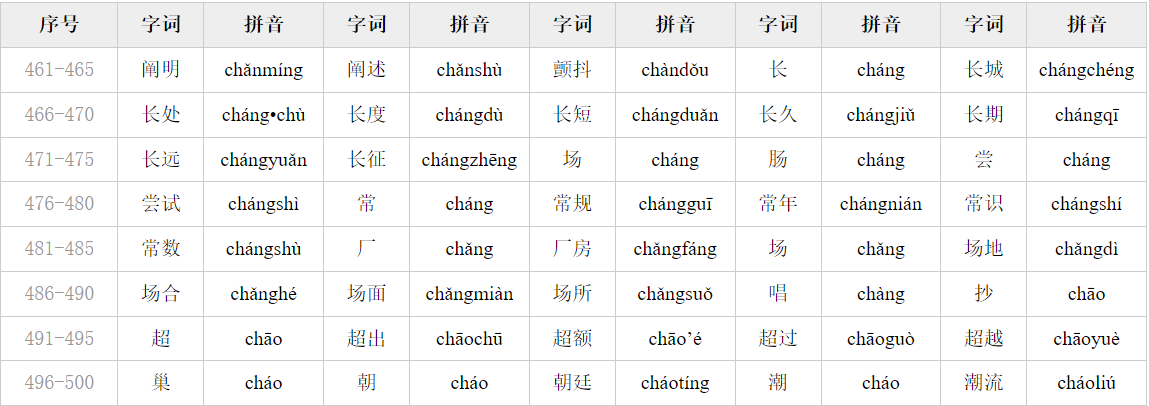 序号 字词 拼音 字词 拼音 字词 拼音 字词 拼音 字词 拼音
461-465 阐明 chǎnmíng 阐述 chǎnshù 颤抖 chàndǒu 长 cháng 长城 chángchéng
466-470 长处 cháng•chù 长度 chángdù 长短 chángduǎn 长久 chángjiǔ 长期 chángqī
471-475 长远 chángyuǎn 长征 chángzhēng 场 cháng 肠 cháng 尝 cháng
476-480 尝试 chángshì 常 cháng 常规 chángguī 常年 chángnián 常识 chángshí
481-485 常数 chángshù 厂 chǎng 厂房 chǎngfáng 场 chǎng 场地 chǎngdì
486-490 场合 chǎnghé 场面 chǎngmiàn 场所 chǎngsuǒ 唱 chàng 抄 chāo
491-495 超 chāo 超出 chāochū 超额 chāo’é 超过 chāoguò 超越 chāoyuè
496-500 巢 cháo 朝 cháo 朝廷 cháotíng 潮 cháo 潮流 cháoliú